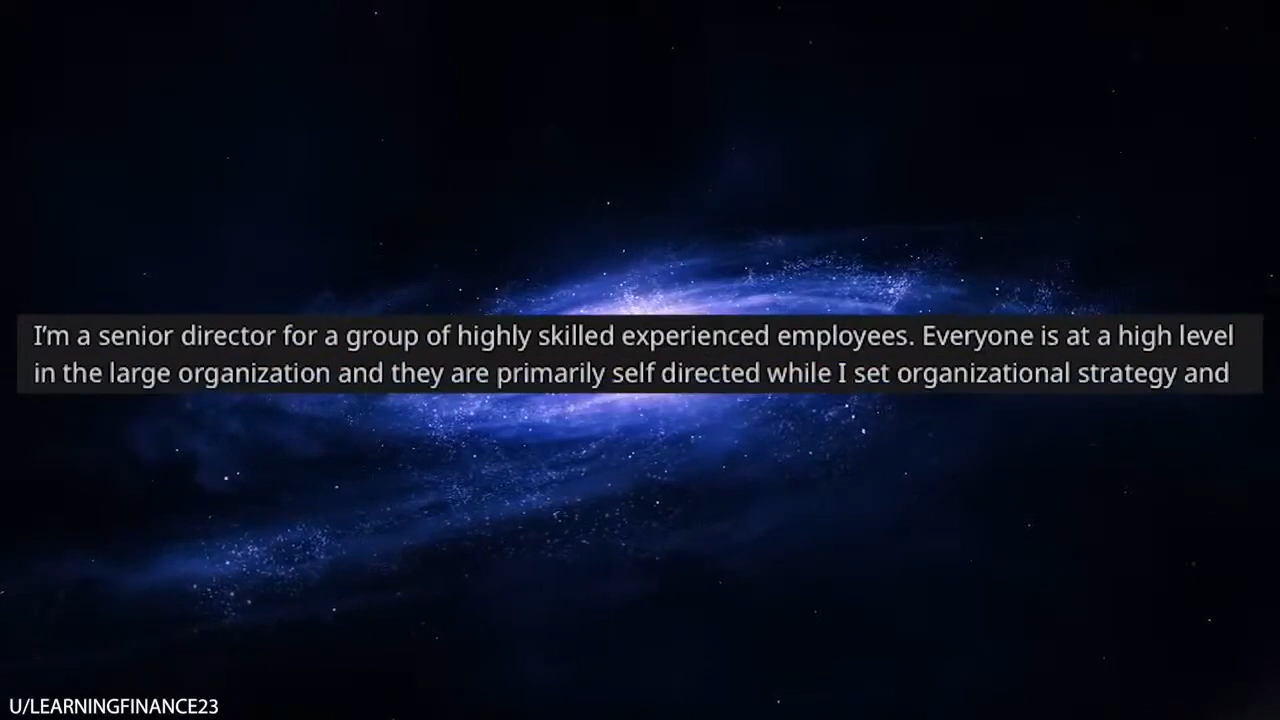 I'm a senior director for a group of highly skilled experienced employees. Everyone is at a high level
in the large organization and they are primarily self directed while I set organizational strategy and
U/LEARNINGFINANCE23